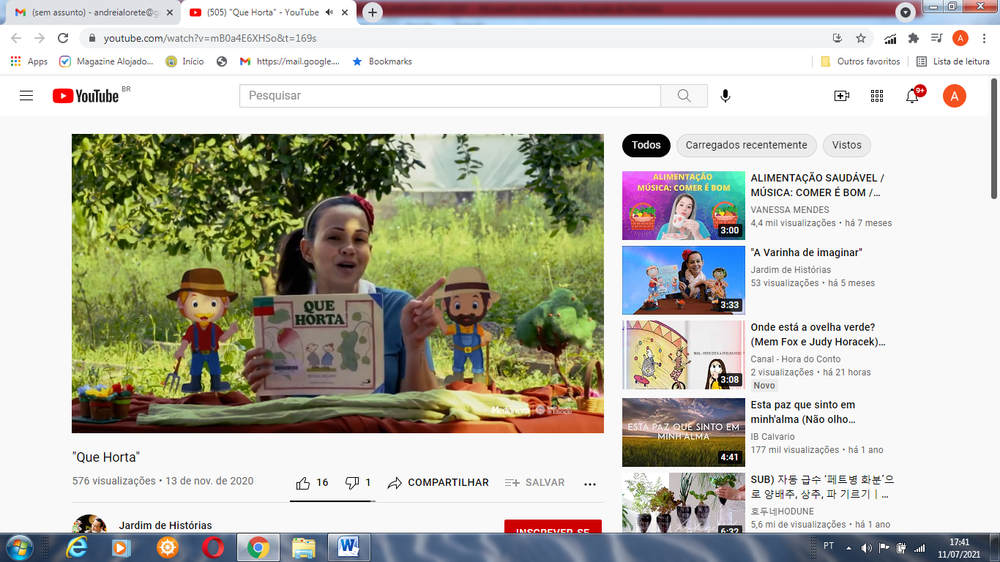 (sem assunto) - andreialorete@g
(505) "Que Horta" - YouTube
youtube.com/watch?v=mB0a4E6XHSo&t=169s
A
Apps
Magazine Alojado...
Início
https://mail.google....
Bookmarks
Outros favoritos
Lista de leitura
YouTube BR
Pesquisar
9+
A
QUE
HORTA
Medianeira
Rede Jesuíta
de Educação
"Que Horta"
576 visualizações • 13 de nov. de 2020
16
1
COMPARTILHAR
SALVAR
Jardim de Histórias
INSCREVER-SE
Todos
Carregados recentemente
Vistos
ALIMENTAÇÃO
MÚSICA: COMER É BOM
3:00
ALIMENTAÇÃO SAUDÁVEL /
MÚSICA: COMER É BOM /...
VANESSA MENDES
4,4 mil visualizações • há 7 meses
3:33
"A Varinha de imaginar"
Jardim de Histórias
53 visualizações • há 5 meses
MAS... ONDE ESTÁ A OVELHA VERDE?
3:08
Onde está a ovelha verde?
(Mem Fox e Judy Horacek)...
Canal - Hora do Conto
2 visualizações • há 21 horas
Novo
ESTA PAZ QUE SINTO EM
MINH'ALMA
4:41
Esta paz que sinto em
minh'alma (Não olho...
IB Calvario
177 mil visualizações • há 1 ano
6:32
SUB) 자동 급수 ‘페트병 화분’으
로 양배추, 상추, 파 기르기ㅣ...
호두네HODUNE
5,6 mi de visualizações • há 1 ano
PT
17:41
11/07/2021